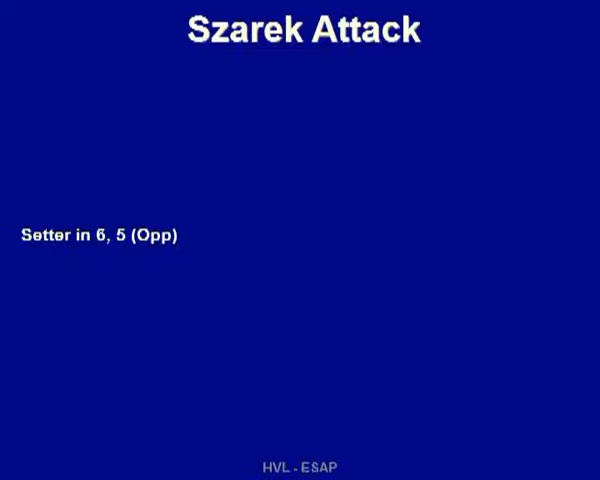 Szarek Attack
Setter in 6, 5 (Opp)
HVL - ESAP